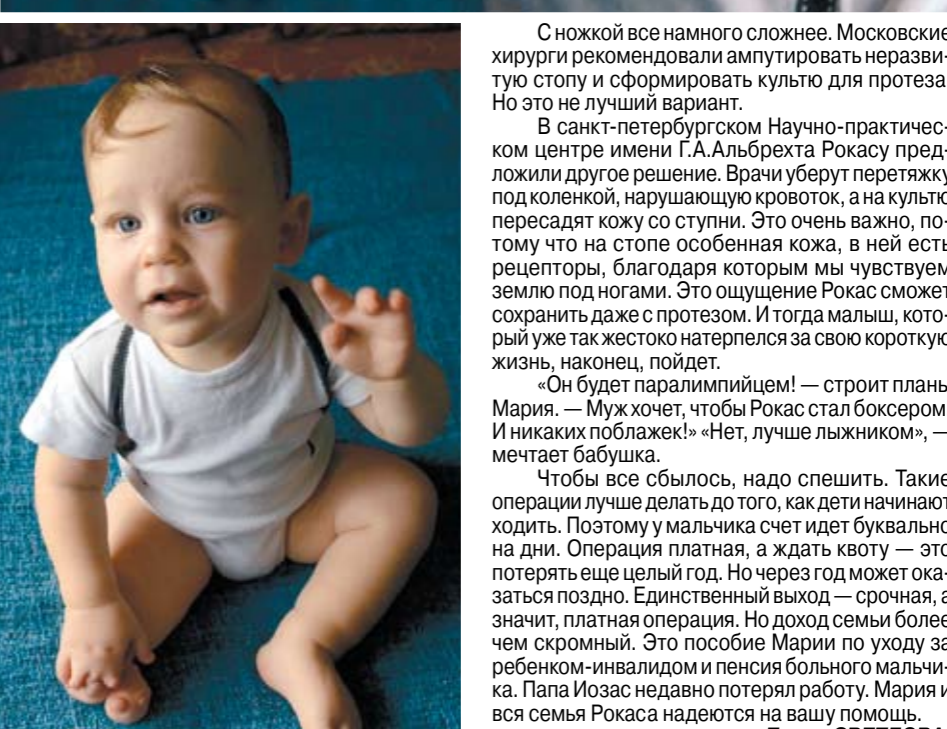 С ножкой все намного сложнее. Московские
хирурги рекомендовали ампутировать неразви-
тую стопу и сформировать культю для протеза.
Но это не лучший вариант.
В санкт-петербургском Научно-практичес-
ком центре имени Г.А.Альбрехта Рокасу пред-
ложили другое решение. Врачи уберут перетяжку
под коленкой, нарушающую кровоток, а на культю
пересадят кожу со ступни. Это очень важно, по-
тому что на стопе особенная кожа, в ней есть
рецепторы, благодаря которым мы чувствуем
землю под ногами. Это ощущение Рокас сможет
сохранить даже с протезом. И тогда малыш, кото-
рый уже так жестоко натерпелся за свою короткую
жизнь, наконец, пойдет.
«Он будет паралимпийцем! — строит планы
Мария. — Муж хочет, чтобы Рокас стал боксером.
И никаких поблажек!» «Нет, лучше лыжником», —
мечтает бабушка.
Чтобы все сбылось, надо спешить. Такие
операции лучше делать до того, как дети начинают
ходить. Поэтому у мальчика счет идет буквально
на дни. Операция платная, а ждать квоту — это
потерять еще целый год. Но через год может ока-
заться поздно. Единственный выход — срочная, а
значит, платная операция. Но доход семьи более
чем скромный. Это пособие Марии по уходу за
ребенком-инвалидом и пенсия больного мальчи-
ка. Папа Иозас недавно потерял работу. Мария и
вся семья Рокаса надеются на вашу помощь.